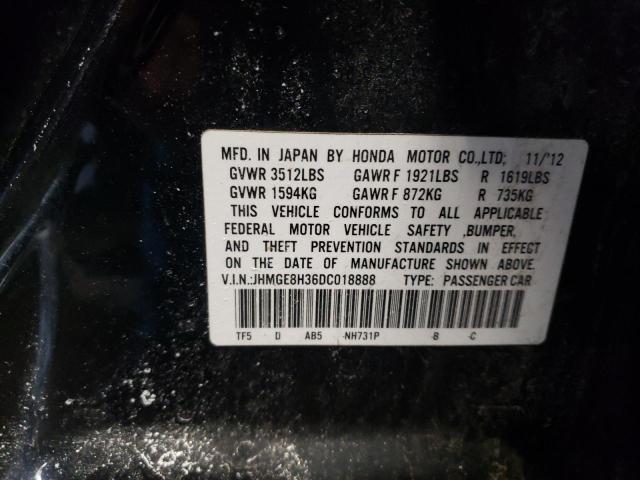 MFD. IN JAPAN BY HONDA MOTOR CO.,LTD; 11/'12
GVWR 3512LBS GAWR F 1921LBS R 1619LBS
GVWR 1594KG GAWR F 872KG R 735KG
THIS VEHICLE CONFORMS TO ALL APPLICABLE
FEDERAL MOTOR VEHICLE SAFETY ,BUMPER,
AND THEFT PREVENTION STANDARDS IN EFFECT
ON THE DATE OF MANUFACTURE SHOWN ABOVE.
V.I.N.:JHMGE8H36DC018888 TYPE: PASSENGER CAR
TF5 D AB5 -NH731P -B -C